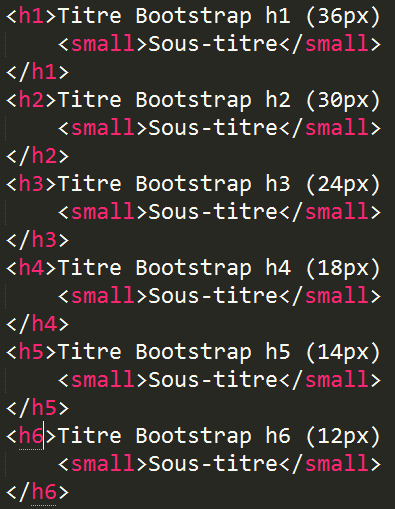 <h1>Titre Bootstrap h1 (36px)
    <small>Sous-titre</small>
</h1>
<h2>Titre Bootstrap h2 (30px)
    <small>Sous-titre</small>
</h2>
<h3>Titre Bootstrap h3 (24px)
    <small>Sous-titre</small>
</h3>
<h4>Titre Bootstrap h4 (18px)
    <small>Sous-titre</small>
</h4>
<h5>Titre Bootstrap h5 (14px)
    <small>Sous-titre</small>
</h5>
<h6>Titre Bootstrap h6 (12px)
    <small>Sous-titre</small>
</h6>